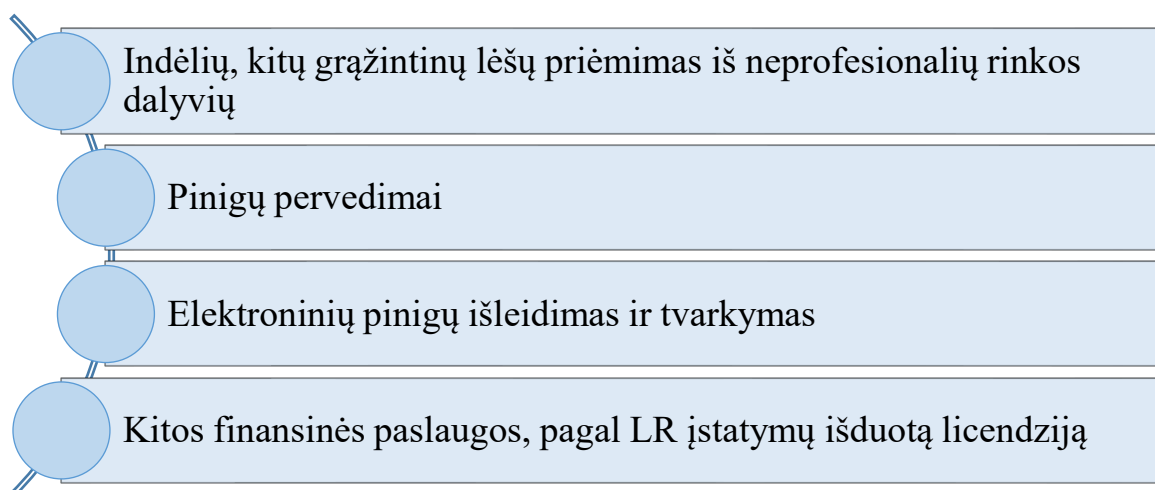 Indėlių, kitų grąžintinų lėšų priėmimas iš neprofesionalių rinkos
dalyvių
Pinigų pervedimai
Elektroninių pinigų išleidimas ir tvarkymas
Kitos finansinės paslaugos, pagal LR įstatymų išduotą licendziją